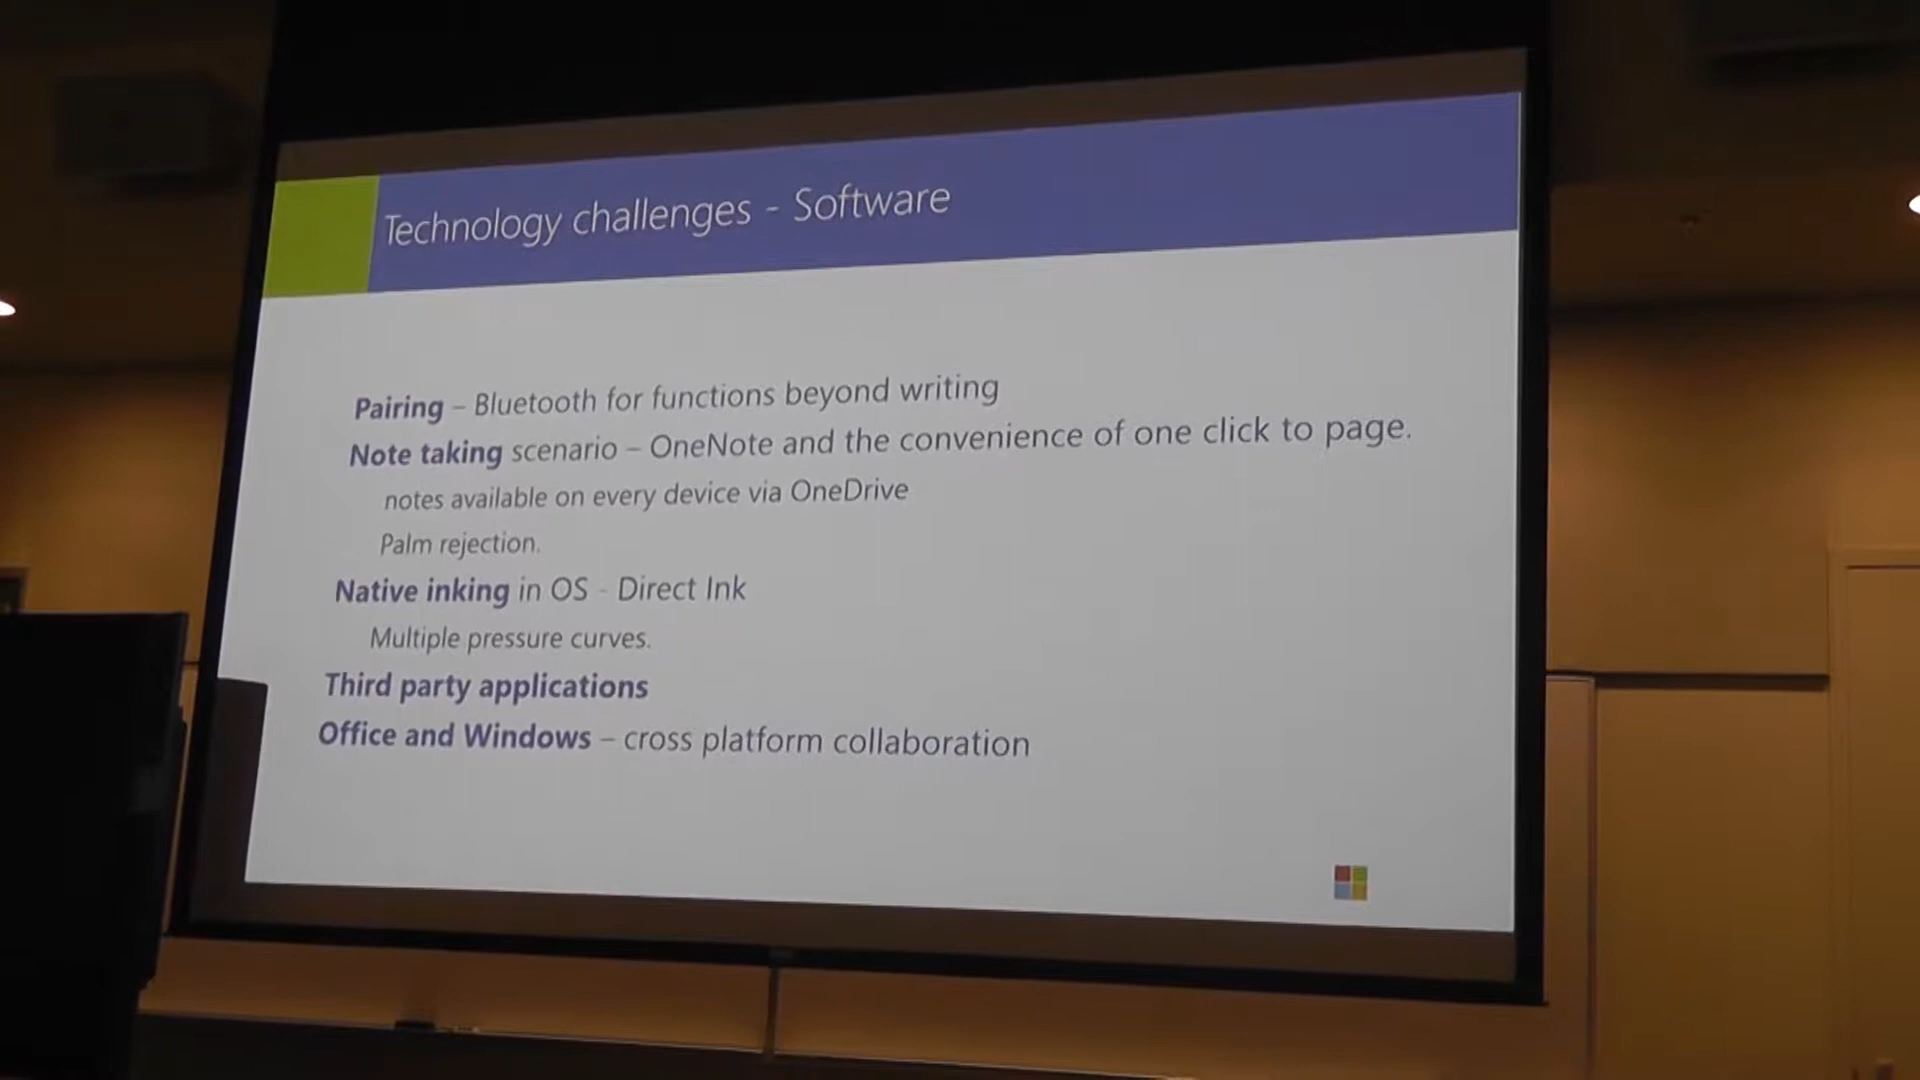 Technology challenges - Software
Pairing – Bluetooth for functions beyond writing
Note taking scenario – OneNote and the convenience of one click to page.
notes available on every device via OneDrive
Palm rejection.
Native inking in OS - Direct Ink
Multiple pressure curves.
Third party applications
Office and Windows – cross platform collaboration